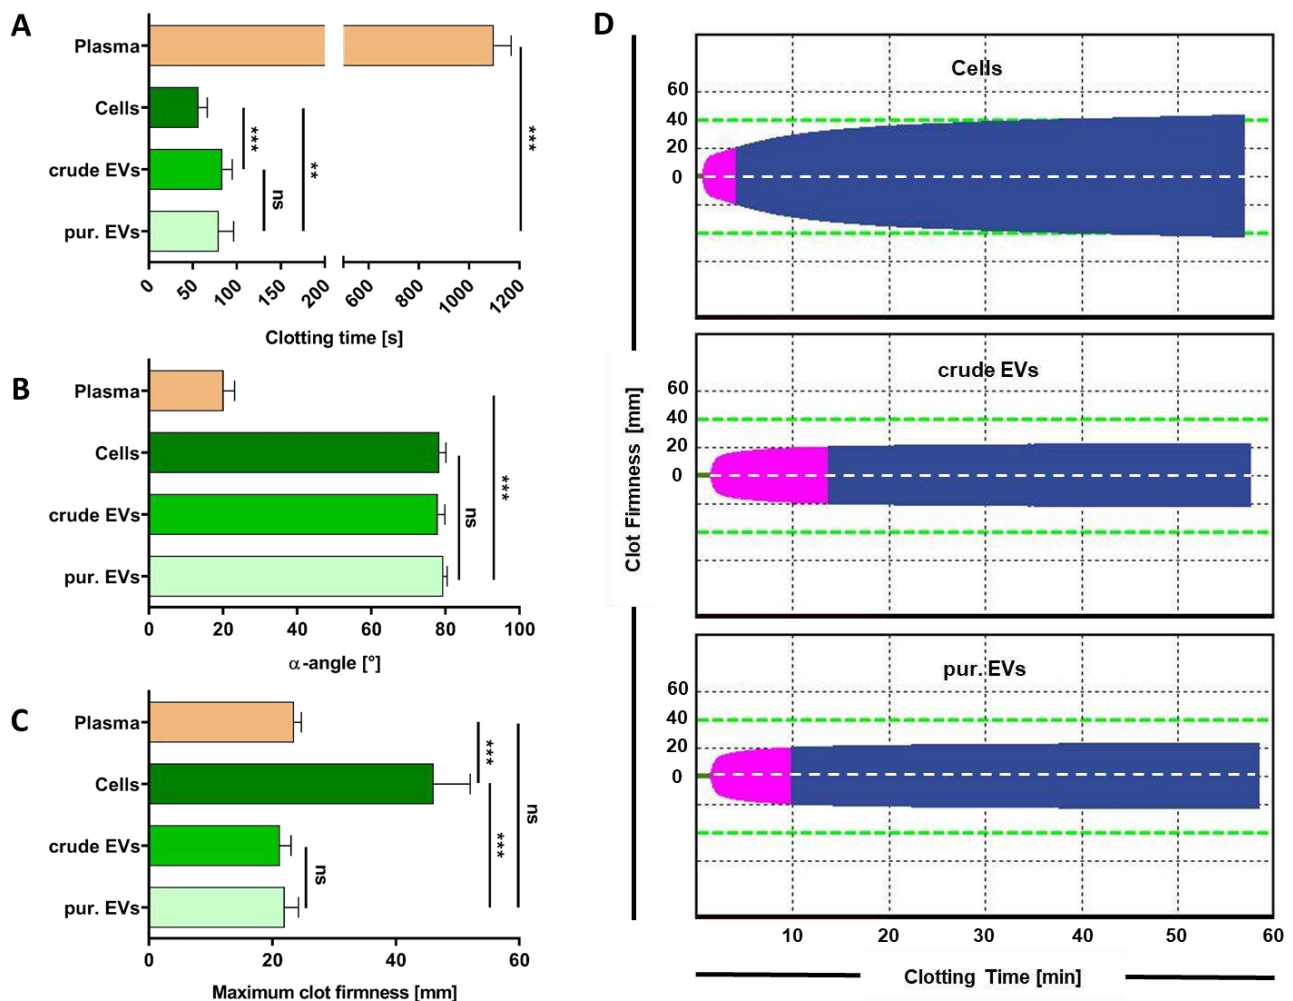 A
Plasma
Cells
crude EVs
pur. EVs
***
ns
**
***
0 50 100 150 200 600 800 1000 1200
Clotting time [s]
B
Plasma
Cells
crude EVs
pur. EVs
ns
***
0 20 40 60 80 100
α-angle [°]
C
Plasma
Cells
crude EVs
pur. EVs
ns
***
***
ns
0 20 40 60
Maximum clot firmness [mm]
D
Clot Firmness [mm]
Cells
60
40
20
0
crude EVs
60
40
20
0
pur. EVs
60
40
20
0
10 20 30 40 50 60
Clotting Time [min]